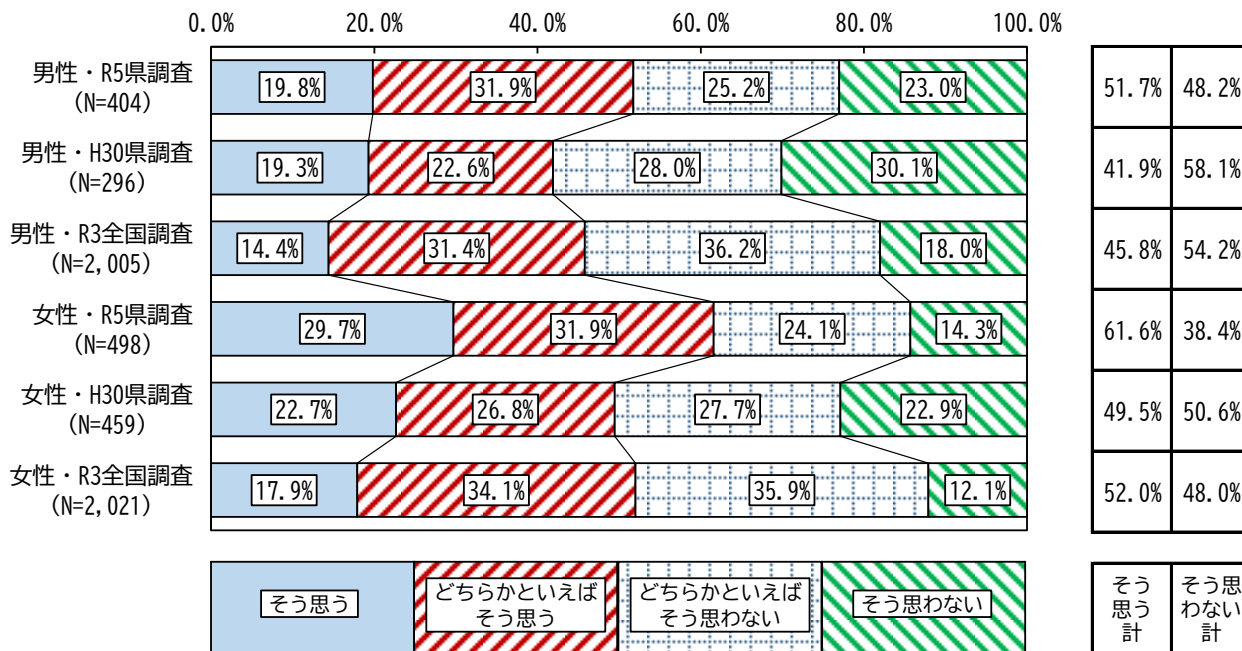 0.0% 20.0% 40.0% 60.0% 80.0% 100.0%
男性・R5県調査
(N=404)
19.8% 31.9% 25.2% 23.0% 51.7% 48.2%
男性・H30県調査
(N=296)
19.3% 22.6% 28.0% 30.1% 41.9% 58.1%
男性・R3全国調査
(N=2,005)
14.4% 31.4% 36.2% 18.0% 45.8% 54.2%
女性・R5県調査
(N=498)
29.7% 31.9% 24.1% 14.3% 61.6% 38.4%
女性・H30県調査
(N=459)
22.7% 26.8% 27.7% 22.9% 49.5% 50.6%
女性・R3全国調査
(N=2,021)
17.9% 34.1% 35.9% 12.1% 52.0% 48.0%
そう思う
どちらかといえば
そう思う
どちらかといえば
そう思わない
そう思わない
そう
思う
計
そう思
わない
計